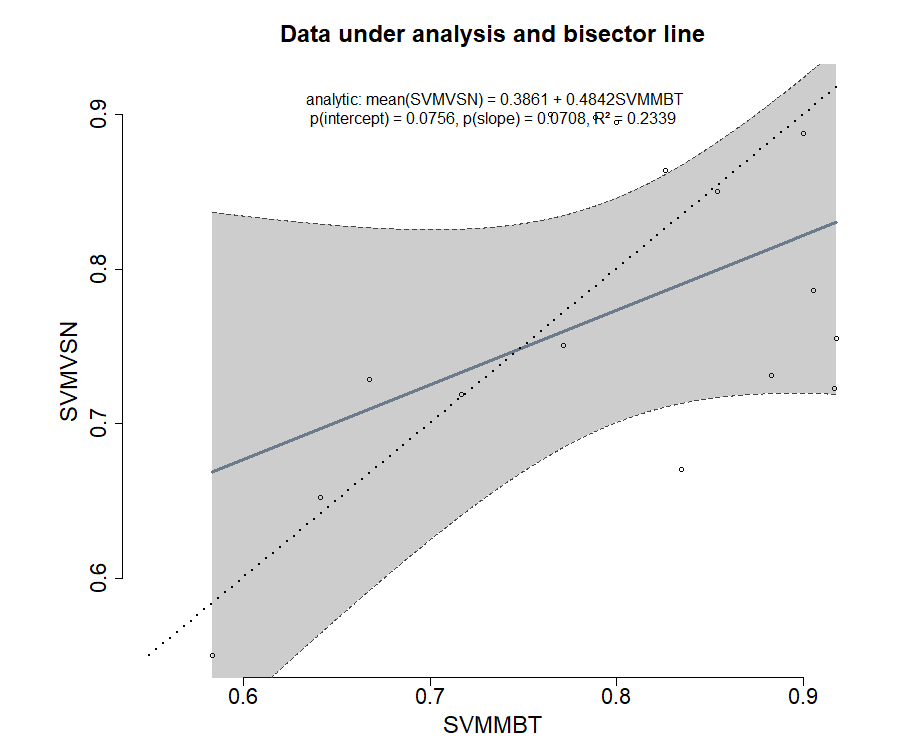 Data under analysis and bisector line
analytic: mean(SVMVSN) = 0.3861 + 0.4842SVMMBT
p(intercept) = 0.0756, p(slope) = 0.0708, R² = 0.2339
0.9
0.8
0.7
0.6
SVMVSN
0.6 0.7 0.8 0.9
SVMMBT